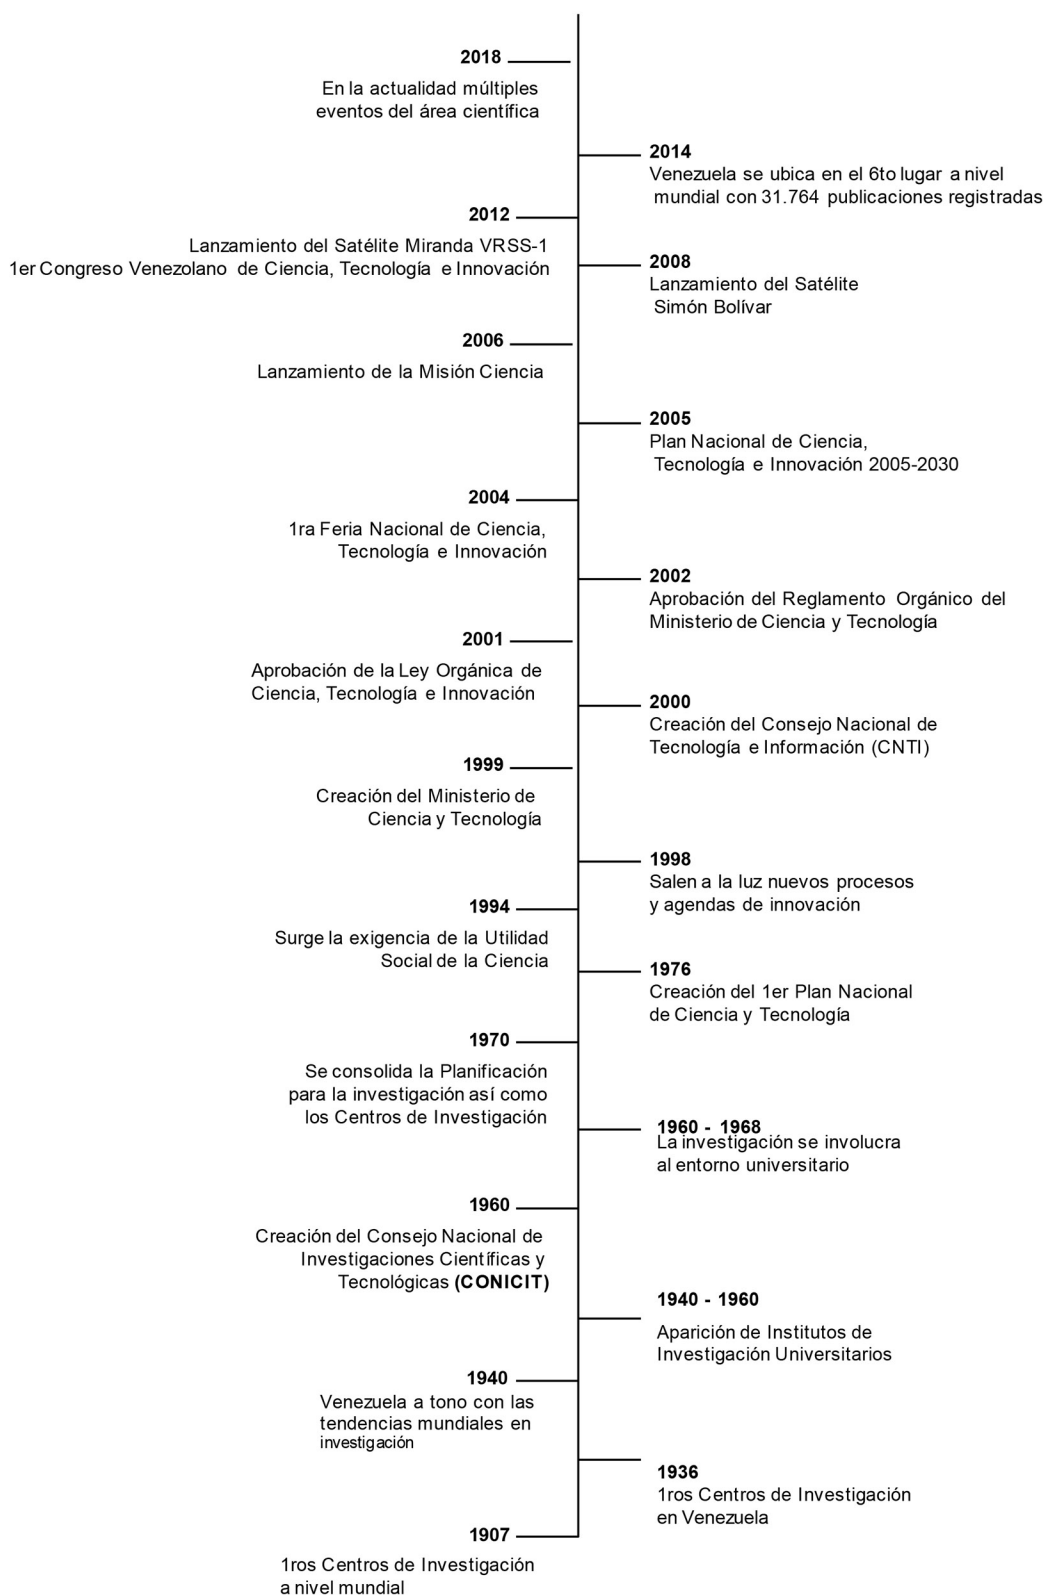 2018
En la actualidad múltiples
eventos del área científica
2014
Venezuela se ubica en el 6to lugar a nivel
mundial con 31.764 publicaciones registradas
2012
Lanzamiento del Satélite Miranda VRSS-1
1er Congreso Venezolano de Ciencia, Tecnología e Innovación
2008
Lanzamiento del Satélite
Simón Bolívar
2006
Lanzamiento de la Misión Ciencia
2005
Plan Nacional de Ciencia,
Tecnología e Innovación 2005-2030
2004
1ra Feria Nacional de Ciencia,
Tecnología e Innovación
2002
Aprobación del Reglamento Orgánico del
Ministerio de Ciencia y Tecnología
2001
Aprobación de la Ley Orgánica de
Ciencia, Tecnología e Innovación
2000
Creación del Consejo Nacional de
Tecnología e Información (CNTI)
1999
Creación del Ministerio de
Ciencia y Tecnología
1998
Salen a la luz nuevos procesos
y agendas de innovación
1994
Surge la exigencia de la Utilidad
Social de la Ciencia
1976
Creación del 1er Plan Nacional
de Ciencia y Tecnología
1970
Se consolida la Planificación
para la investigación así como
los Centros de Investigación
1960 - 1968
La investigación se involucra
al entorno universitario
1960
Creación del Consejo Nacional de
Investigaciones Científicas y
Tecnológicas (CONICIT)
1940 - 1960
Aparición de Institutos de
Investigación Universitarios
1940
Venezuela a tono con las
tendencias mundiales en
investigación
1936
1ros Centros de Investigación
en Venezuela
1907
1ros Centros de Investigación
a nivel mundial